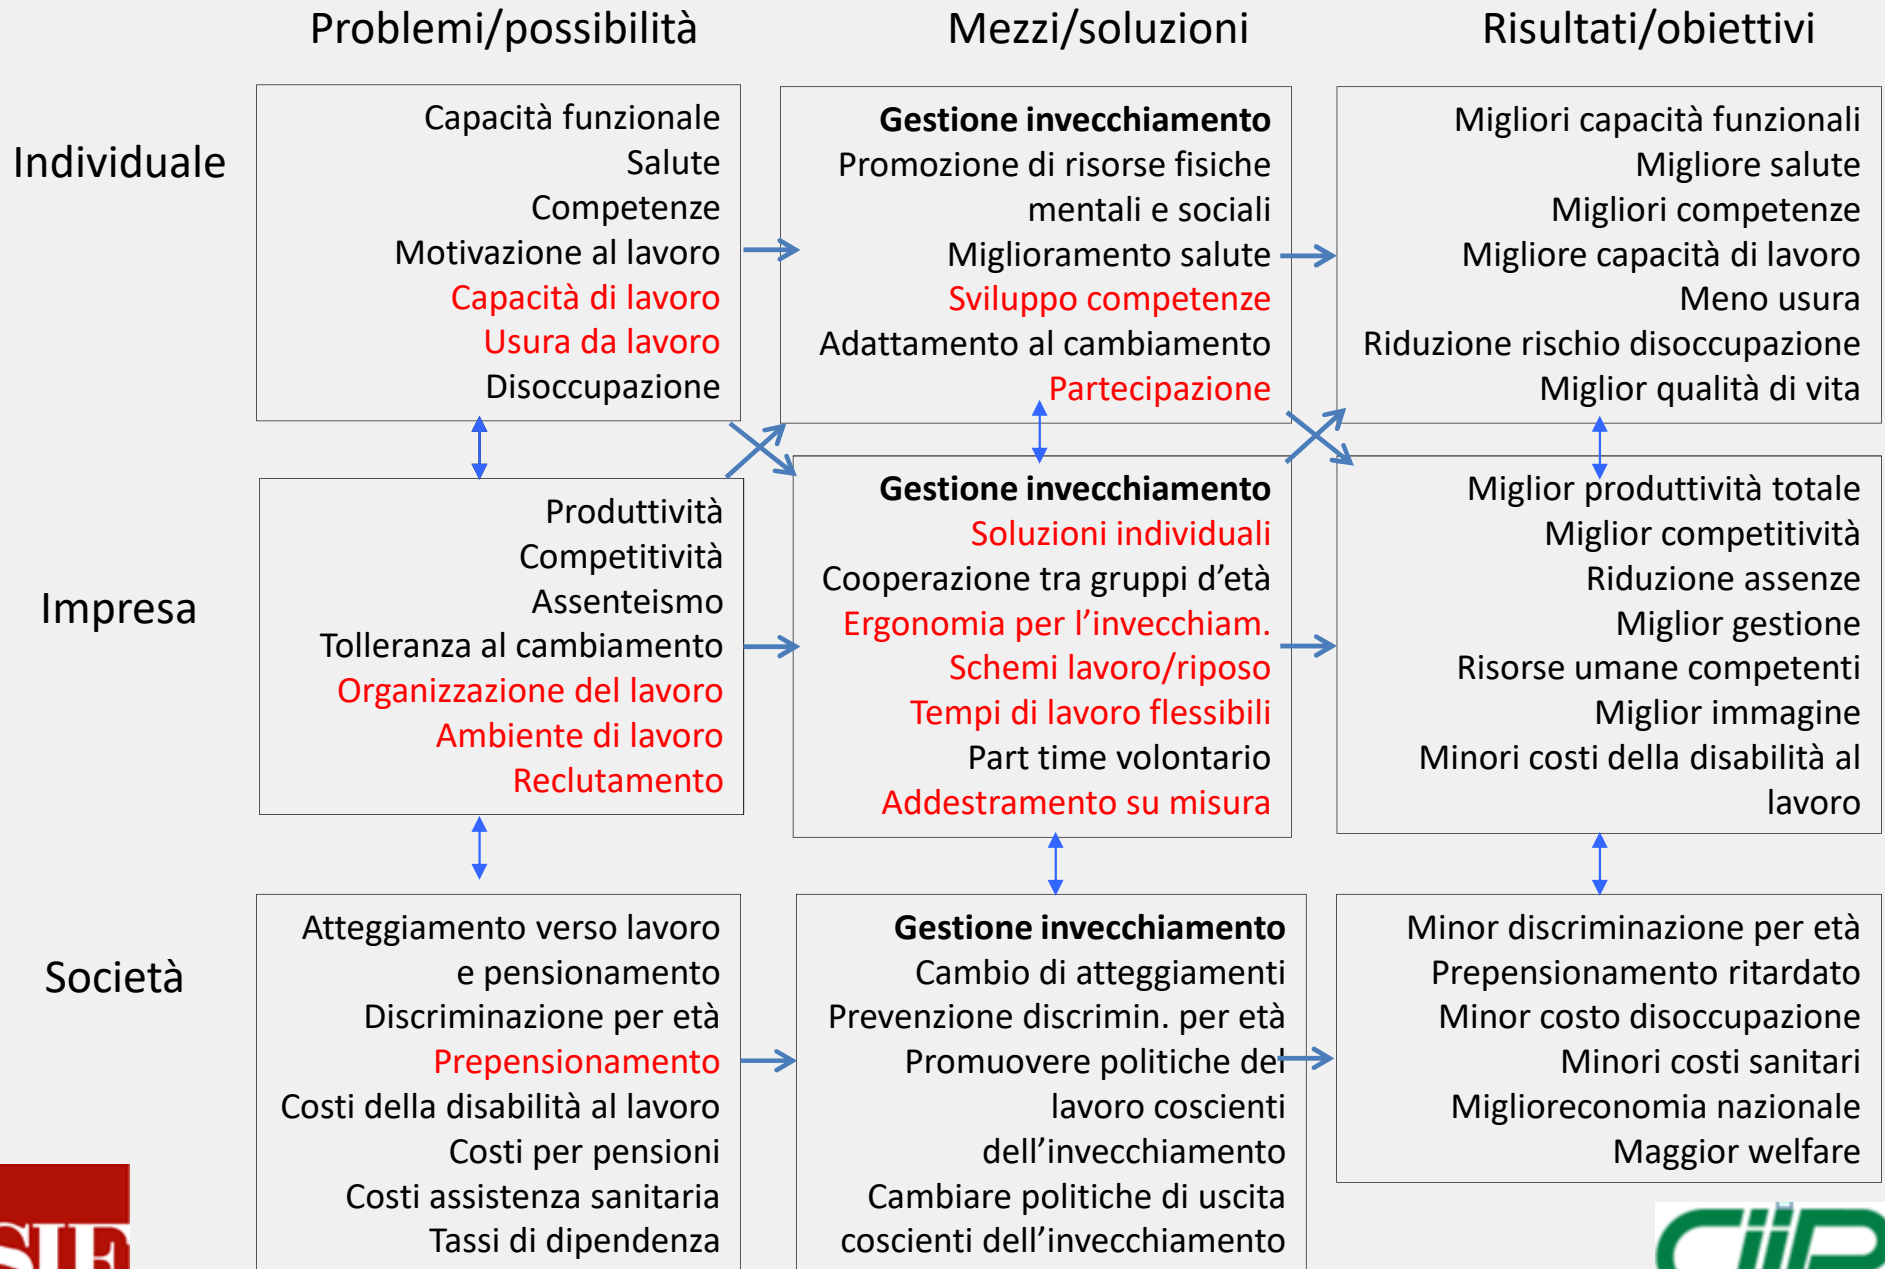 Problemi/possibilità
Mezzi/soluzioni
Risultati/obiettivi
Individuale
Capacità funzionale
Salute
Competenze
Motivazione al lavoro
Capacità di lavoro
Usura da lavoro
Disoccupazione
Gestione invecchiamento
Promozione di risorse fisiche
mentali e sociali
Miglioramento salute
Sviluppo competenze
Adattamento al cambiamento
Partecipazione
Migliori capacità funzionali
Migliore salute
Migliori competenze
Migliore capacità di lavoro
Meno usura
Riduzione rischio disoccupazione
Miglior qualità di vita
Impresa
Produttività
Competitività
Assenteismo
Tolleranza al cambiamento
Organizzazione del lavoro
Ambiente di lavoro
Reclutamento
Gestione invecchiamento
Soluzioni individuali
Cooperazione tra gruppi d’età
Ergonomia per l’invecchiam.
Schemi lavoro/riposo
Tempi di lavoro flessibili
Part time volontario
Addestramento su misura
Miglior produttività totale
Miglior competitività
Riduzione assenze
Miglior gestione
Risorse umane competenti
Miglior immagine
Minori costi della disabilità al
lavoro
Società
Atteggiamento verso lavoro
e pensionamento
Discriminazione per età
Prepensionamento
Costi della disabilità al lavoro
Costi per pensioni
Costi assistenza sanitaria
Tassi di dipendenza
Gestione invecchiamento
Cambio di atteggiamenti
Prevenzione discrimin. per età
Promuovere politiche del
lavoro coscienti
dell’invecchiamento
Cambiare politiche di uscita
coscienti dell’invecchiamento
Minor discriminazione per età
Prepensionamento ritardato
Minor costo disoccupazione
Minori costi sanitari
Miglioreconomia nazionale
Maggior welfare
ciip